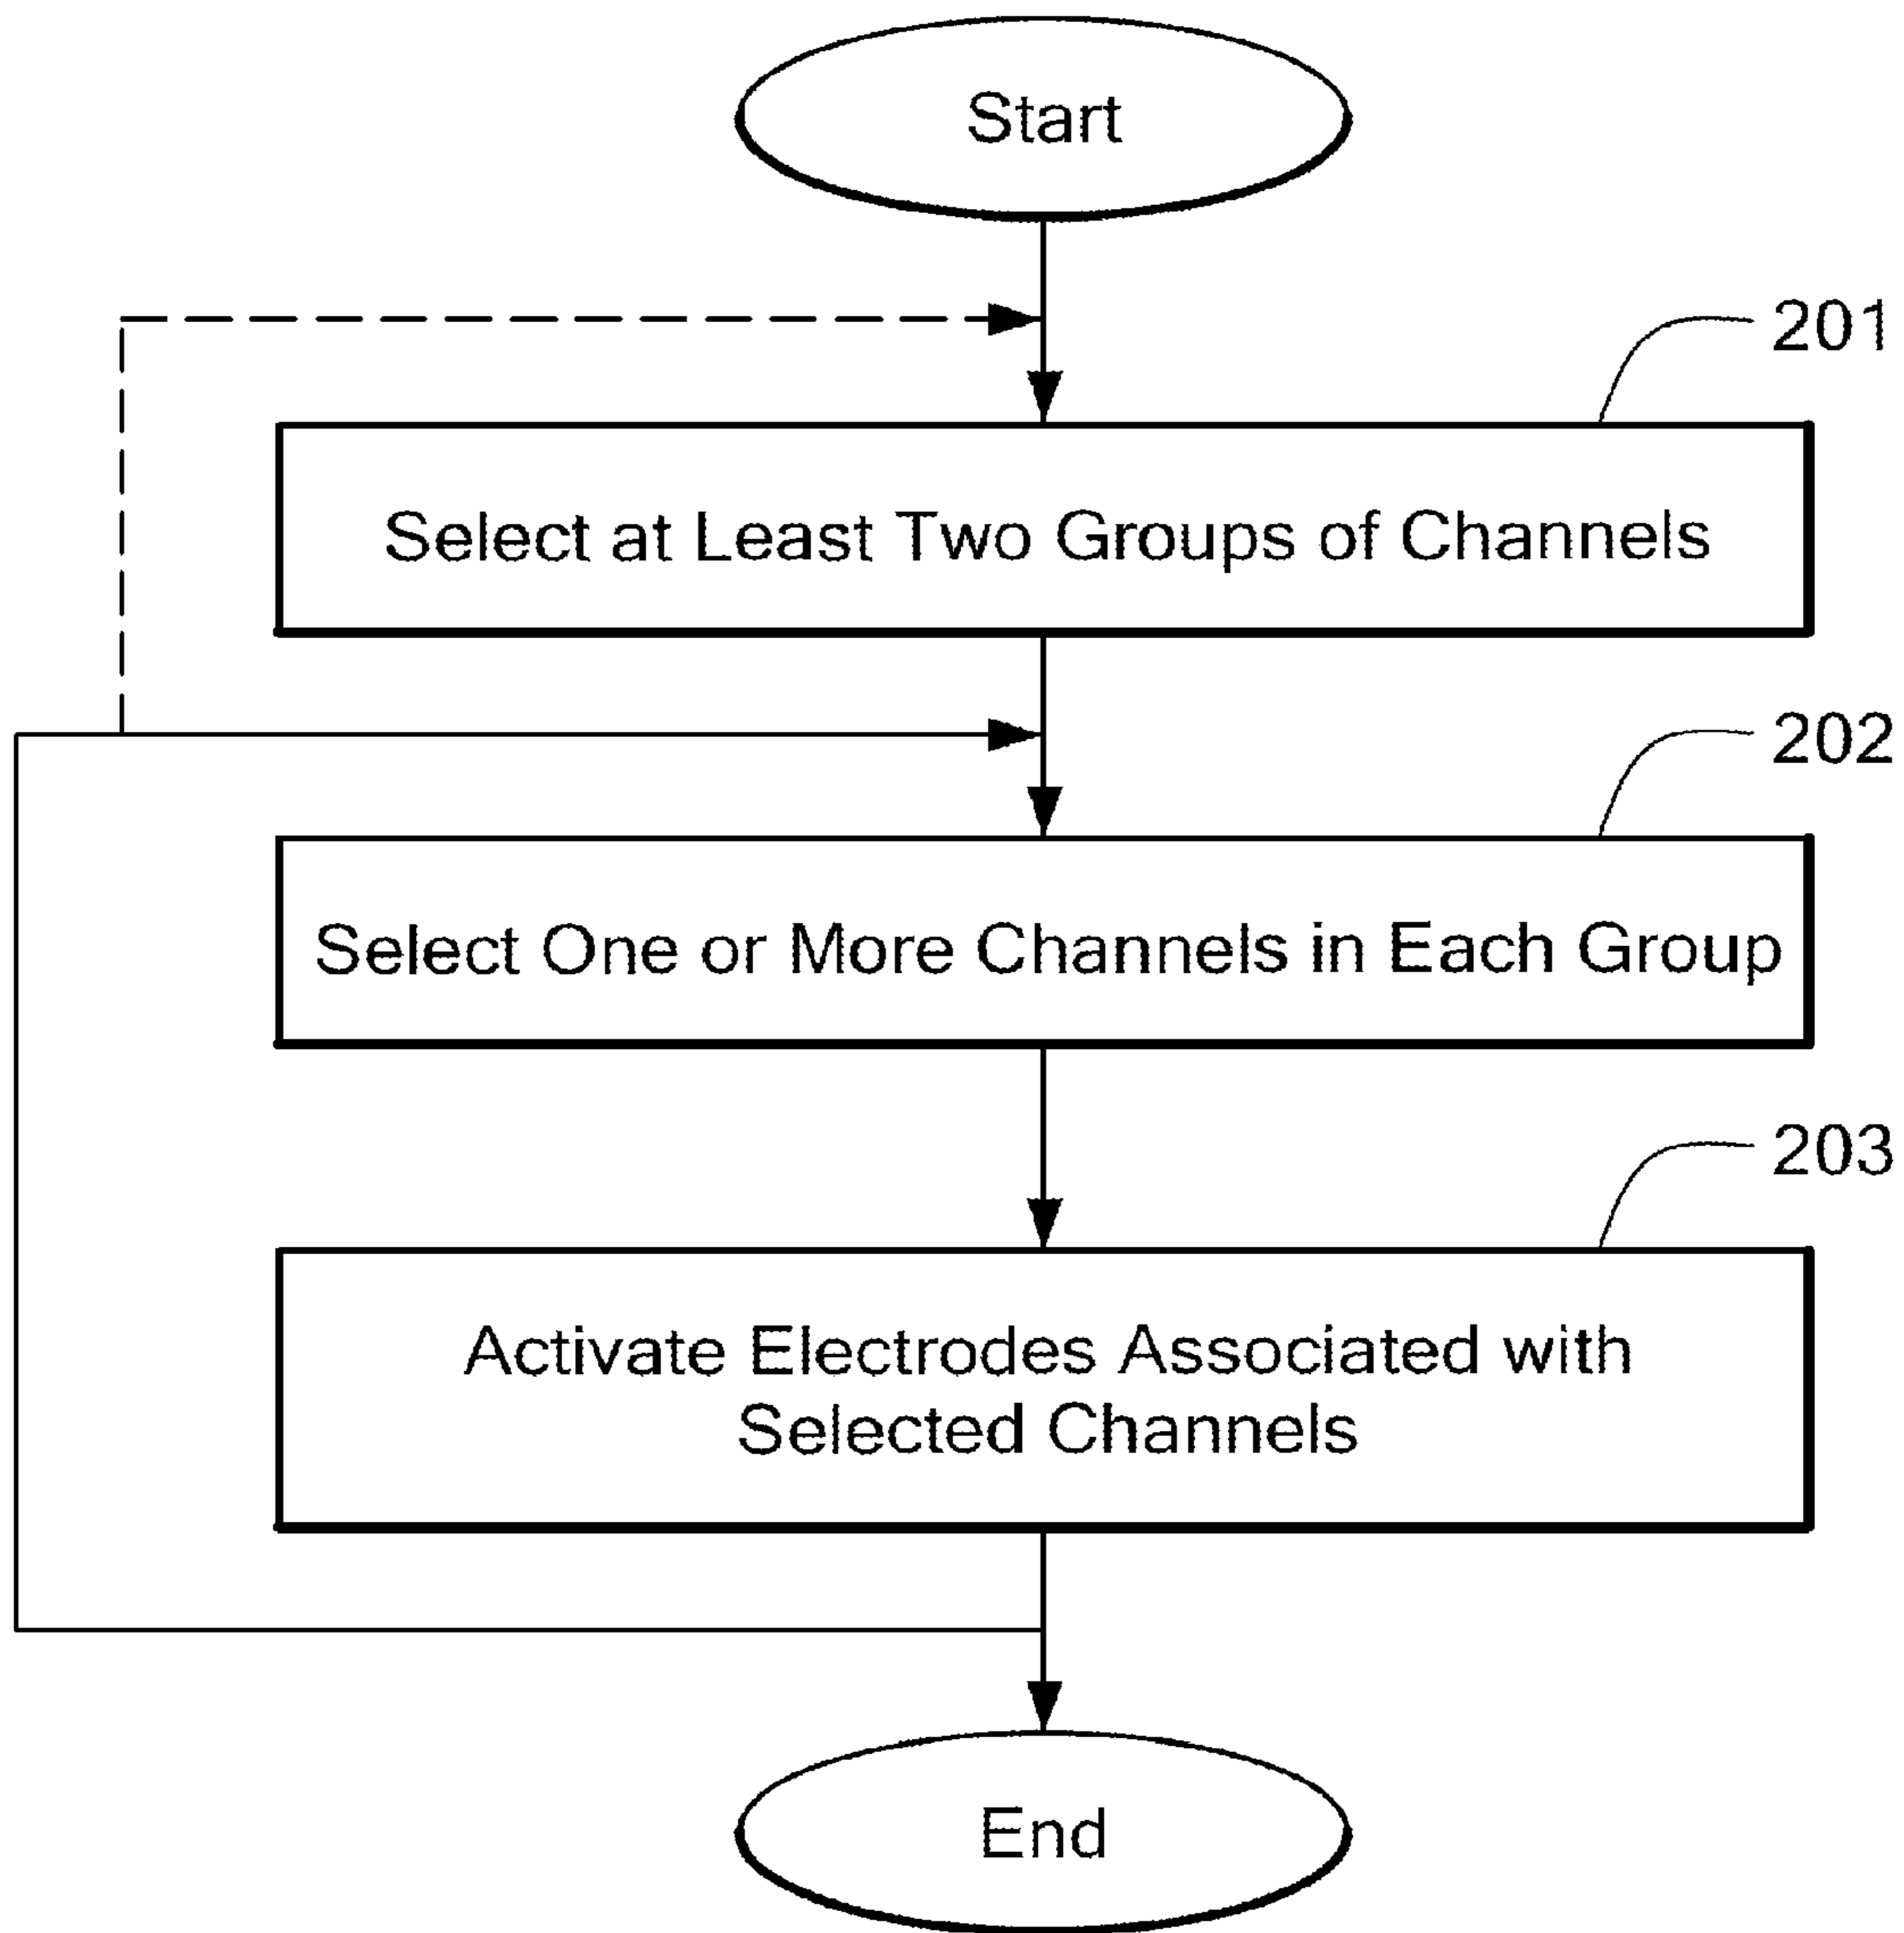 Start
201
Select at Least Two Groups of Channels
202
Select One or More Channels in Each Group
203
Activate Electrodes Associated with
Selected Channels
End